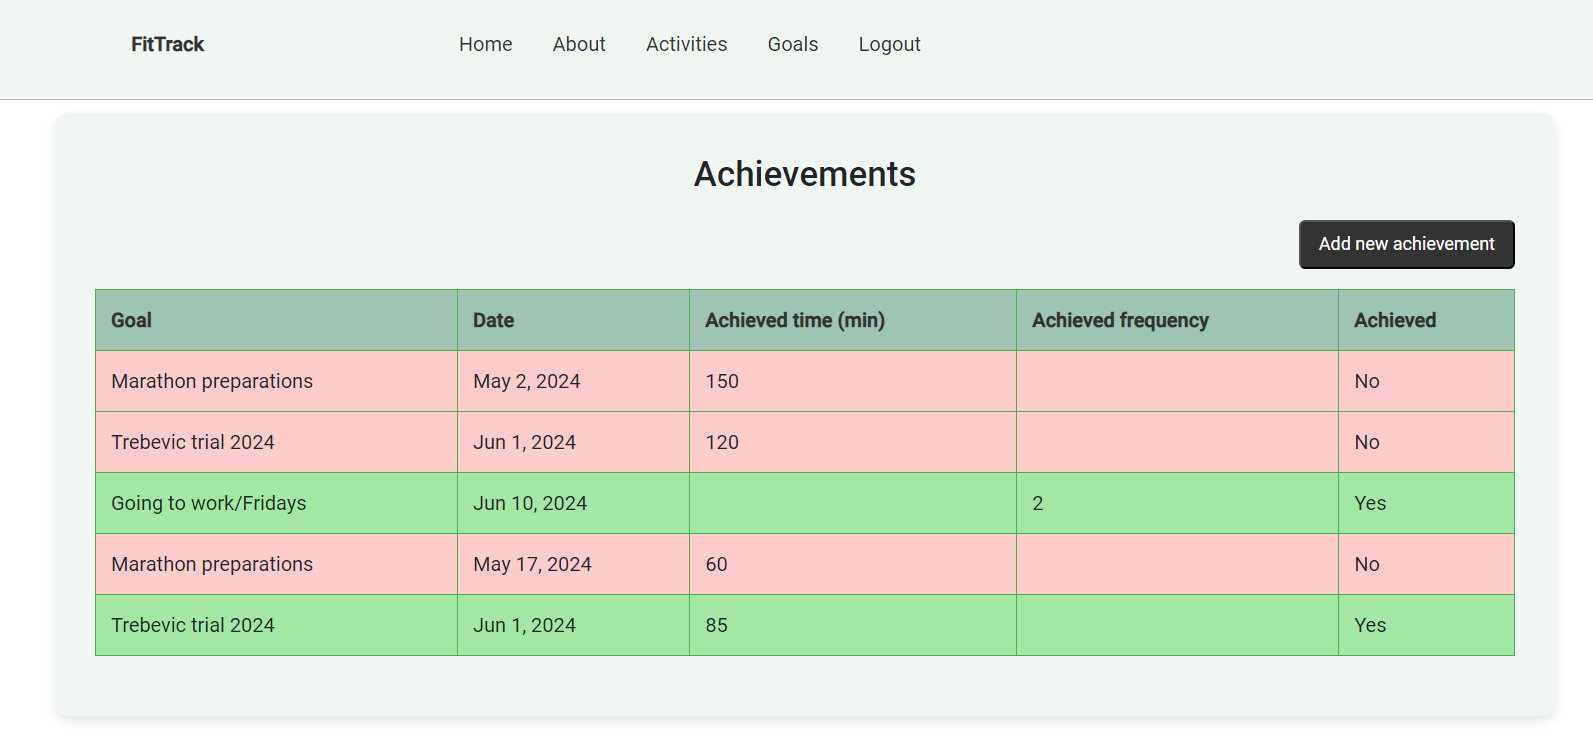 FitTrack Home About Activities Goals Logout
Achievements
Add new achievement
Goal Date Achieved time (min) Achieved frequency Achieved
Marathon preparations May 2, 2024 150 No
Trebevic trial 2024 Jun 1, 2024 120 No
Going to work/Fridays Jun 10, 2024 2 Yes
Marathon preparations May 17, 2024 60 No
Trebevic trial 2024 Jun 1, 2024 85 Yes